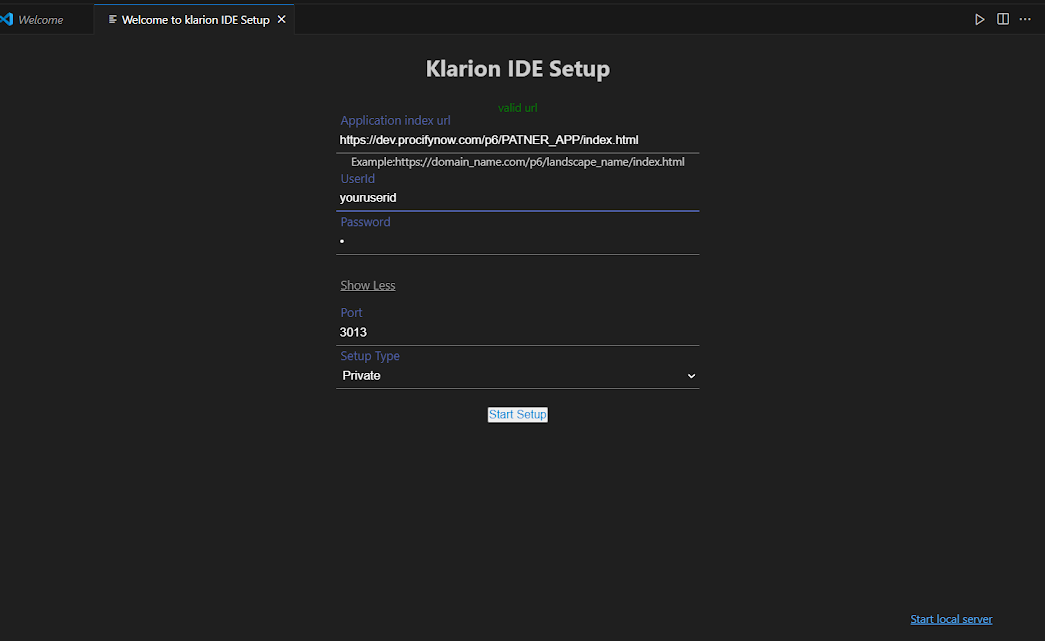 Welcome
Welcome to klarion IDE Setup
Klarion IDE Setup
valid url
Application index url
https://dev.procifynow.com/p6/PATNER_APP/index.html
Example:https://domain_name.com/p6/landscape_name/index.html
UserId
youruserid
Password
Show Less
Port
3013
Setup Type
Private
Start Setup
Start local server